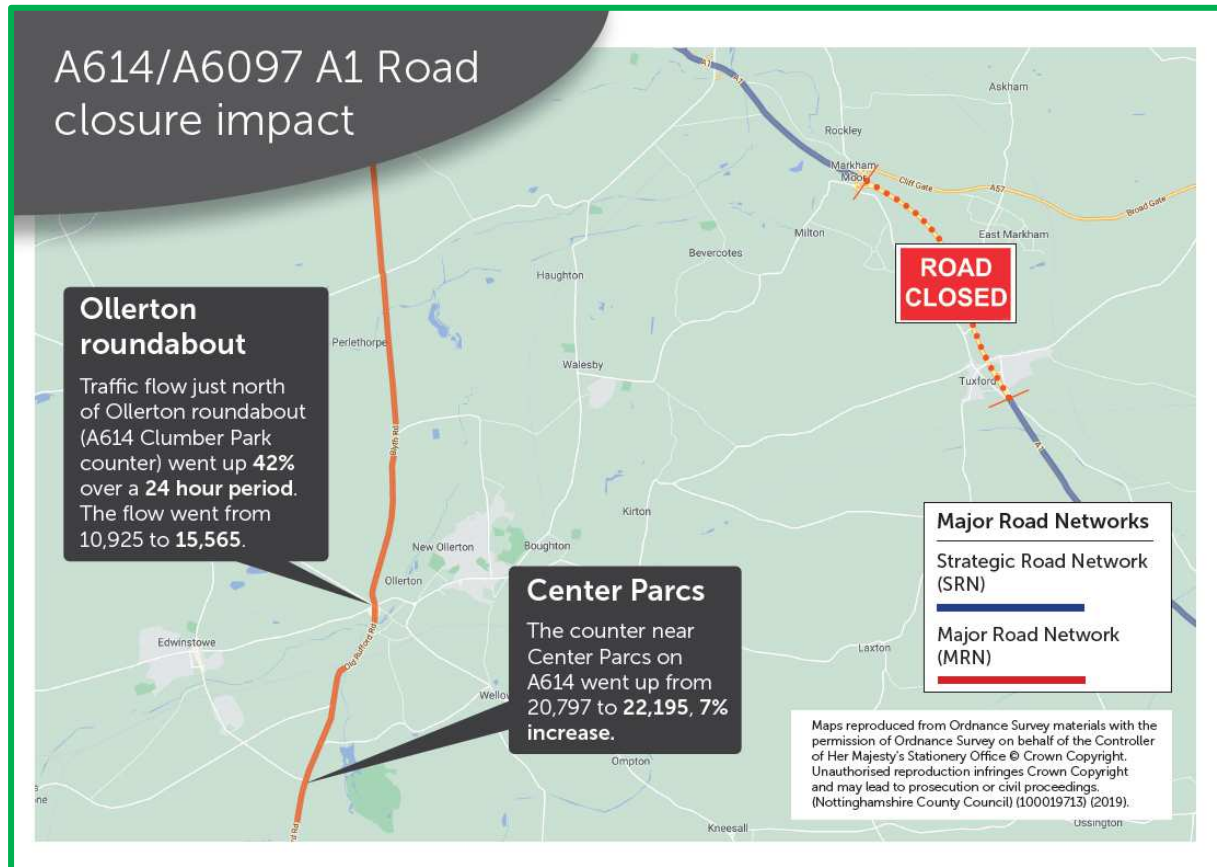 A614/A6097 A1 Road
closure impact
A1
A1
Askham
Rockley
Markham
Moor
Cliff Gate
A57
Broad Gate
East Markham
Milton
Bevercotes
Haughton
ROAD
CLOSED
Ollerton
roundabout
Traffic flow just north
of Ollerton roundabout
(A614 Clumber Park
counter) went up 42%
over a 24 hour period.
The flow went from
10,925 to 15,565.
Perlethorpe
Walesby
Tuxford
Blyth Rd
A1
Kirton
New Ollerton
Boughton
Ollerton
Edwinstowe
Old Rufford Rd
Wellow
Laxton
Center Parcs
The counter near
Center Parcs on
A614 went up from
20,797 to 22,195, 7%
increase.
Major Road Networks
Strategic Road Network
(SRN)
Major Road Network
(MRN)
Ompton
Kneesall
Ossington
Maps reproduced from Ordnance Survey materials with the
permission of Ordnance Survey on behalf of the Controller
of Her Majesty's Stationery Office © Crown Copyright.
Unauthorised reproduction infringes Crown Copyright
and may lead to prosecution or civil proceedings.
(Nottinghamshire County Council) (100019713) (2019).